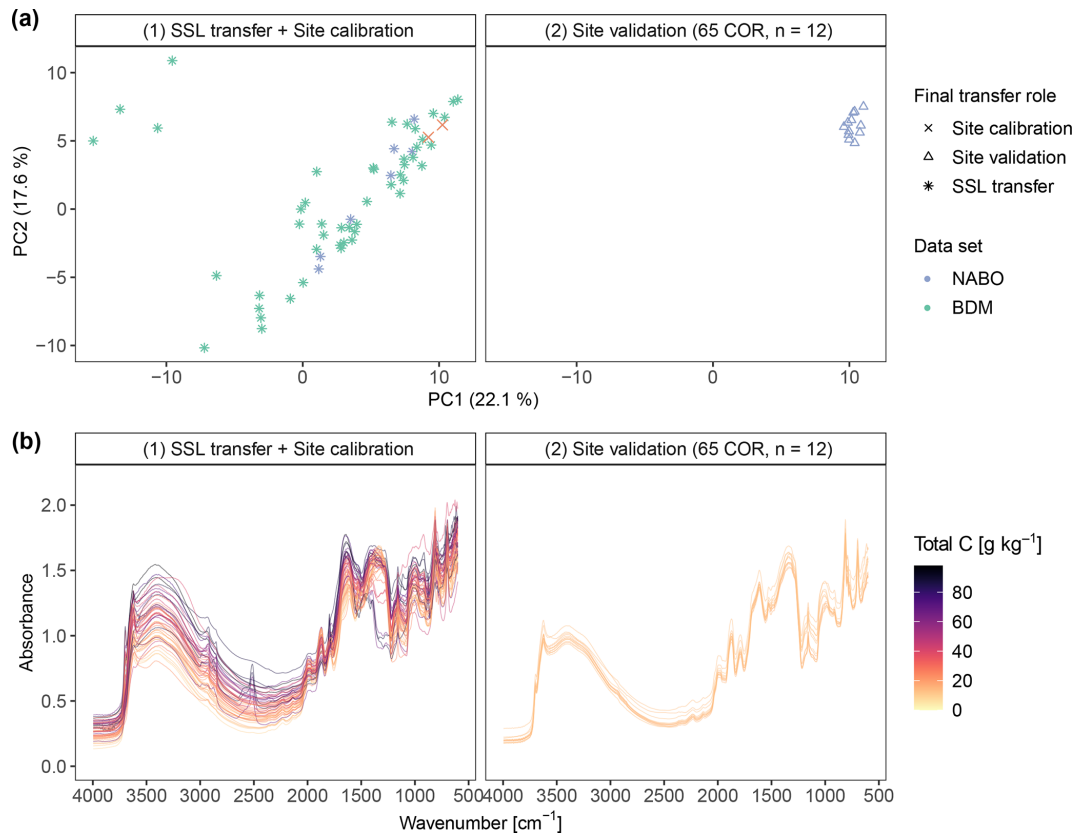 (a)
(1) SSL transfer + Site calibration
(2) Site validation (65 COR, n = 12)
10
5
0
−5
−10
PC2 (17.6 %)
−10
0
10
−10
0
10
PC1 (22.1 %)
Final transfer role
Site calibration
Site validation
SSL transfer
Data set
NABO
BDM
(b)
(1) SSL transfer + Site calibration
(2) Site validation (65 COR, n = 12)
2.0
1.5
1.0
0.5
0.0
Absorbance
4000 3500 3000 2500 2000 1500 1000 500
4000 3500 3000 2500 2000 1500 1000 500
Wavenumber [cm⁻¹]
Total C [g kg⁻¹]
80
60
40
20
0